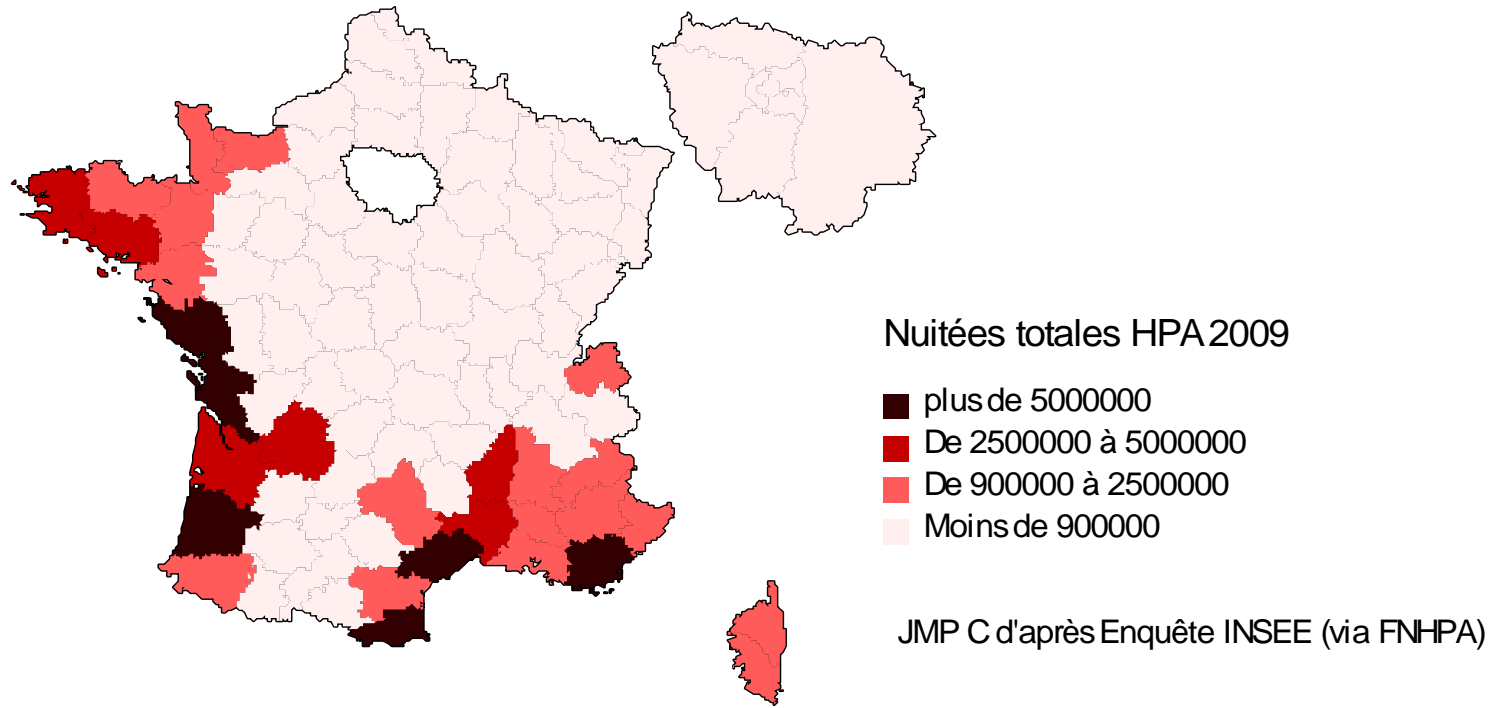 Nuitées totales HPA 2009
plus de 5000000
De 2500000 à 5000000
De 900000 à 2500000
Moins de 900000
JMP C d'après Enquête INSEE (via FNHPA)